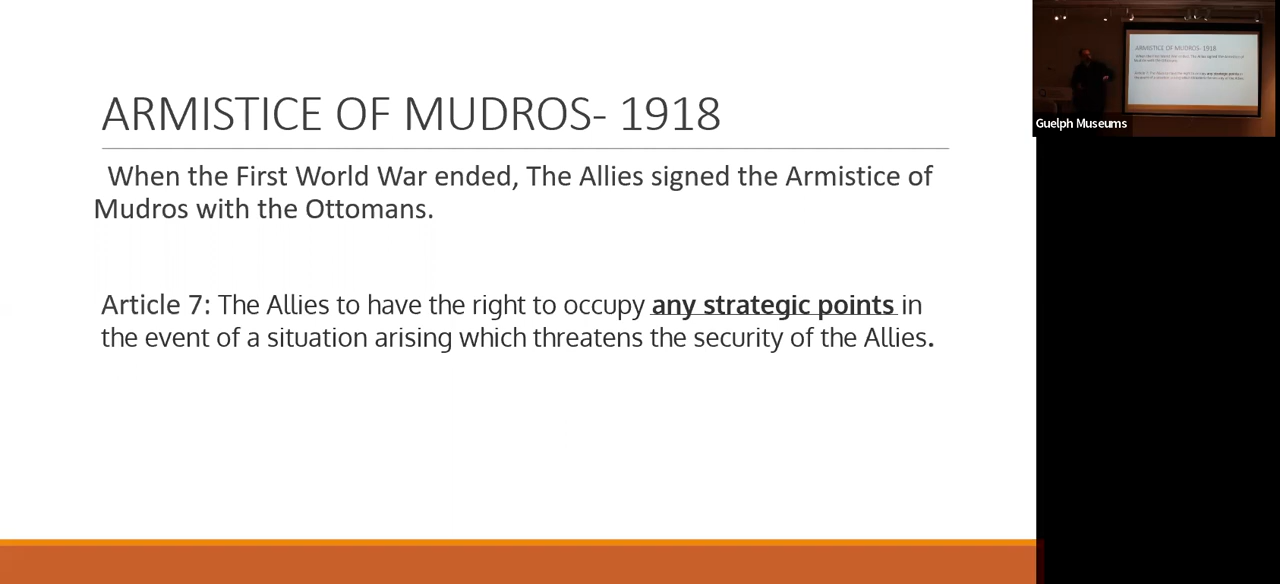 ARMISTICE OF MUDROS- 1918
When the First World War ended, The Allies signed the Armistice of
Mudros with the Ottomans.
Article 7: The Allies to have the right to occupy any strategic points in
the event of a situation arising which threatens the security of the Allies.
ARMISTICE OF MUDROS- 1918
Guelph Museums